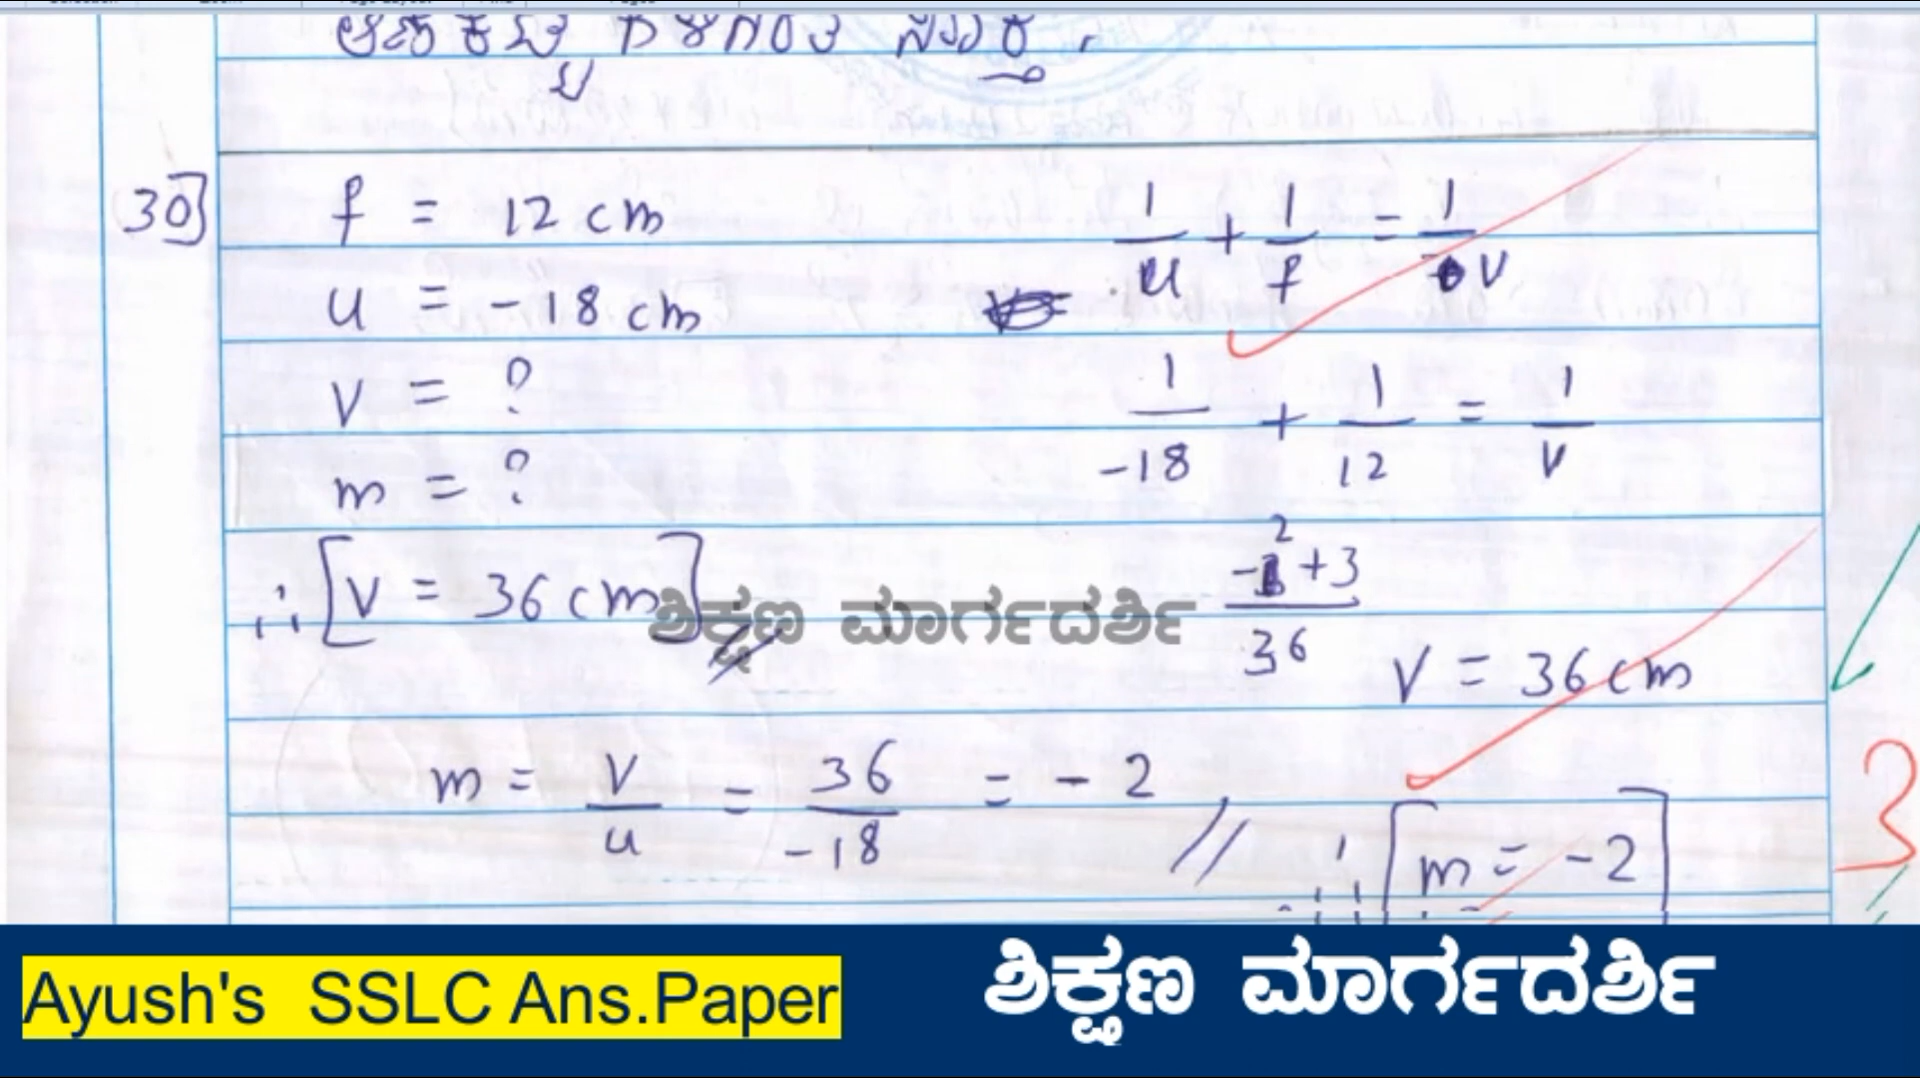 30] f = 12 cm
u = -18 cm
v = ?
m = ?
∴ [v = 36 cm]
1/u + 1/f = 1/v
1/-18 + 1/12 = 1/v
-2+3/36
v = 36 cm
m = v/u = 36/-18 = -2 //
∴ [m = -2]
3
ಶಿಕ್ಷಣ ಮಾರ್ಗದರ್ಶಿ
Ayush's SSLC Ans.Paper
ಶಿಕ್ಷಣ ಮಾರ್ಗದರ್ಶಿ